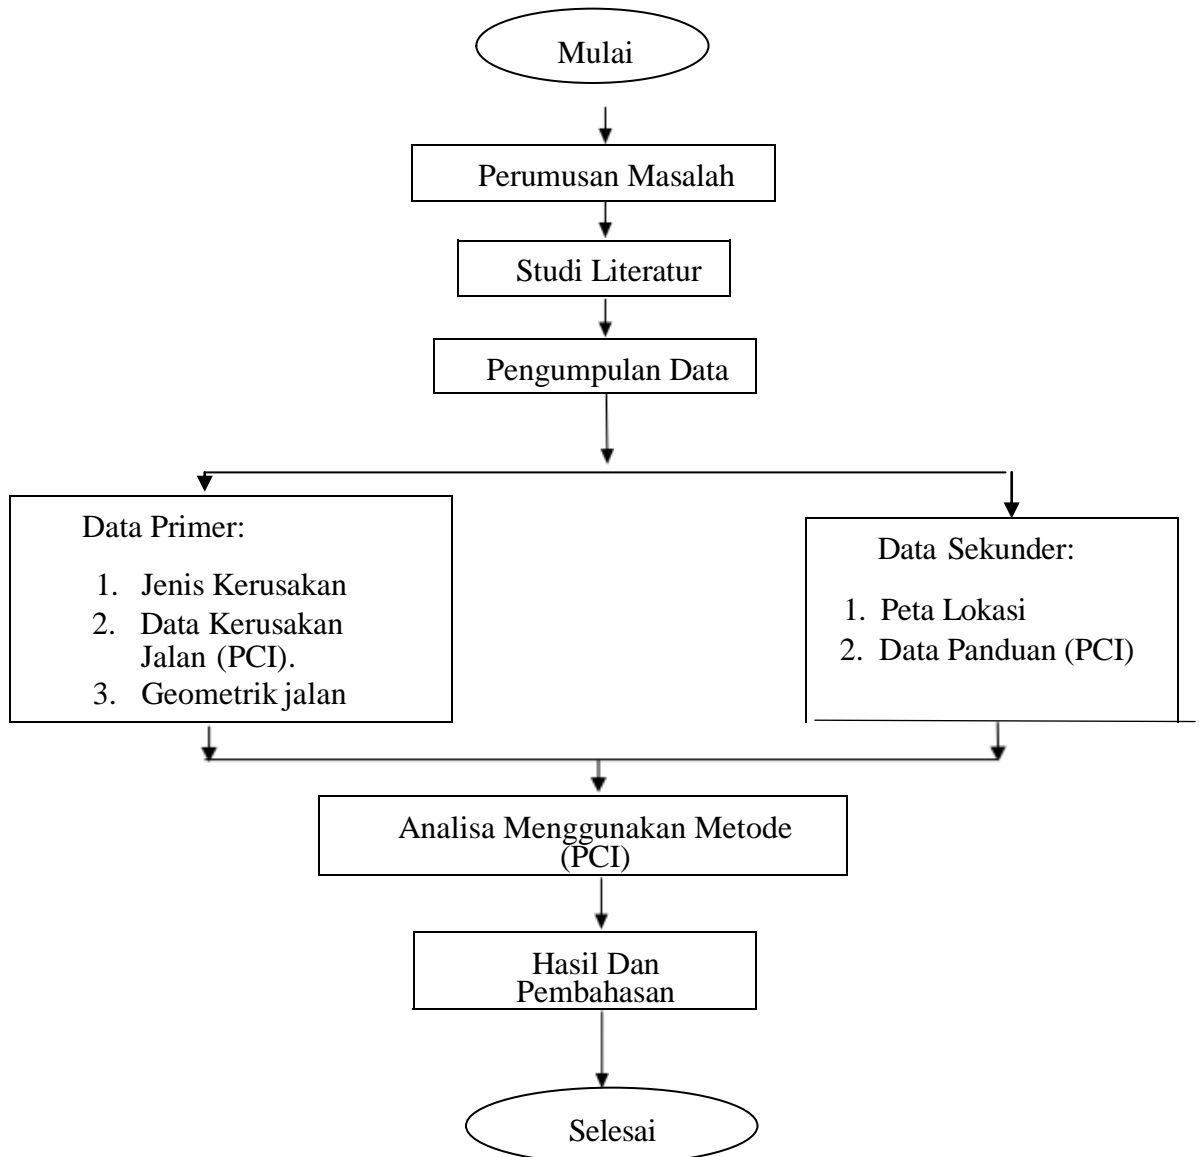 Mulai
Perumusan Masalah
Studi Literatur
Pengumpulan Data
Data Primer:
1. Jenis Kerusakan
2. Data Kerusakan
Jalan (PCI).
3. Geometrik jalan
Data Sekunder:
1. Peta Lokasi
2. Data Panduan (PCI)
Analisa Menggunakan Metode
(PCI)
Hasil Dan
Pembahasan
Selesai